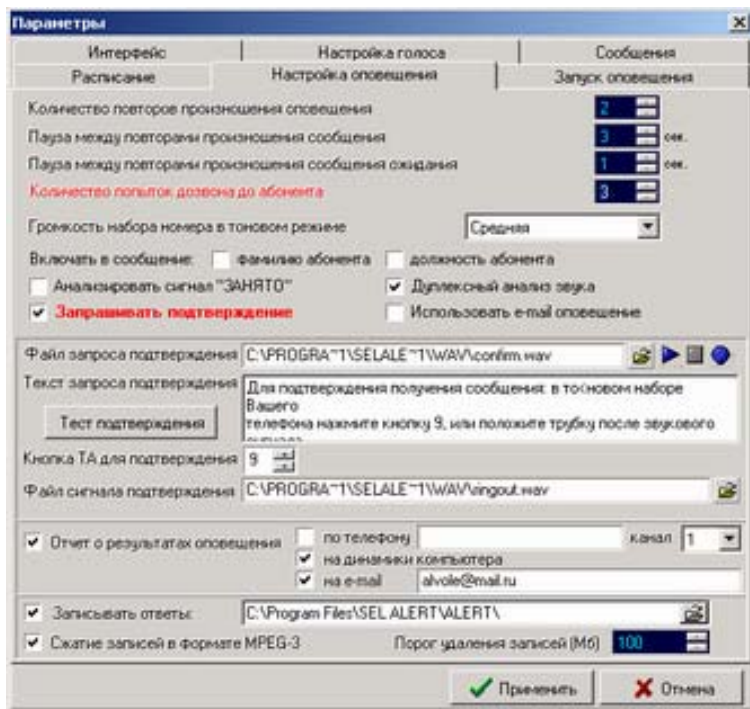 Параметры
Интерфейс Настройка голоса Сообщения
Расписание Настройка оповещения Запуск оповещения
Количество повторов произношения оповещения 2
Пауза между повторами произношения сообщения 3 сек.
Пауза между повторами произношения сообщения ожидания 1 сек.
Количество попыток дозвона до абонента 3
Громкость набора номера в тоновом режиме Средняя
Включать в сообщение: фамилию абонента должность абонента
Анализировать сигнал "ЗАНЯТО" Дуплексный анализ звука
Запрашивать подтверждение Использовать e-mail оповещение
Файл запроса подтверждения C:\PROGRA~1\SELALE~1\WAV\confirm.wav
Текст запроса подтверждения Для подтверждения получения сообщения: в то<новом наборе
Вашего
телефона нажмите кнопку 9, или положите трубку после звукового
сигнала
Тест подтверждения
Кнопка ТА для подтверждения 9
Файл сигнала подтверждения C:\PROGRA~1\SELALE~1\WAV\ringout.wav
Отчет о результатах оповещения по телефону канал 1
на динамики компьютера
на e-mail alvole@mail.ru
Записывать ответы: C:\Program Files\SEL ALERT\ALERT\
Сжатие записей в формате MPEG-3 Порог удаления записей (Мб) 100
Применить Отмена